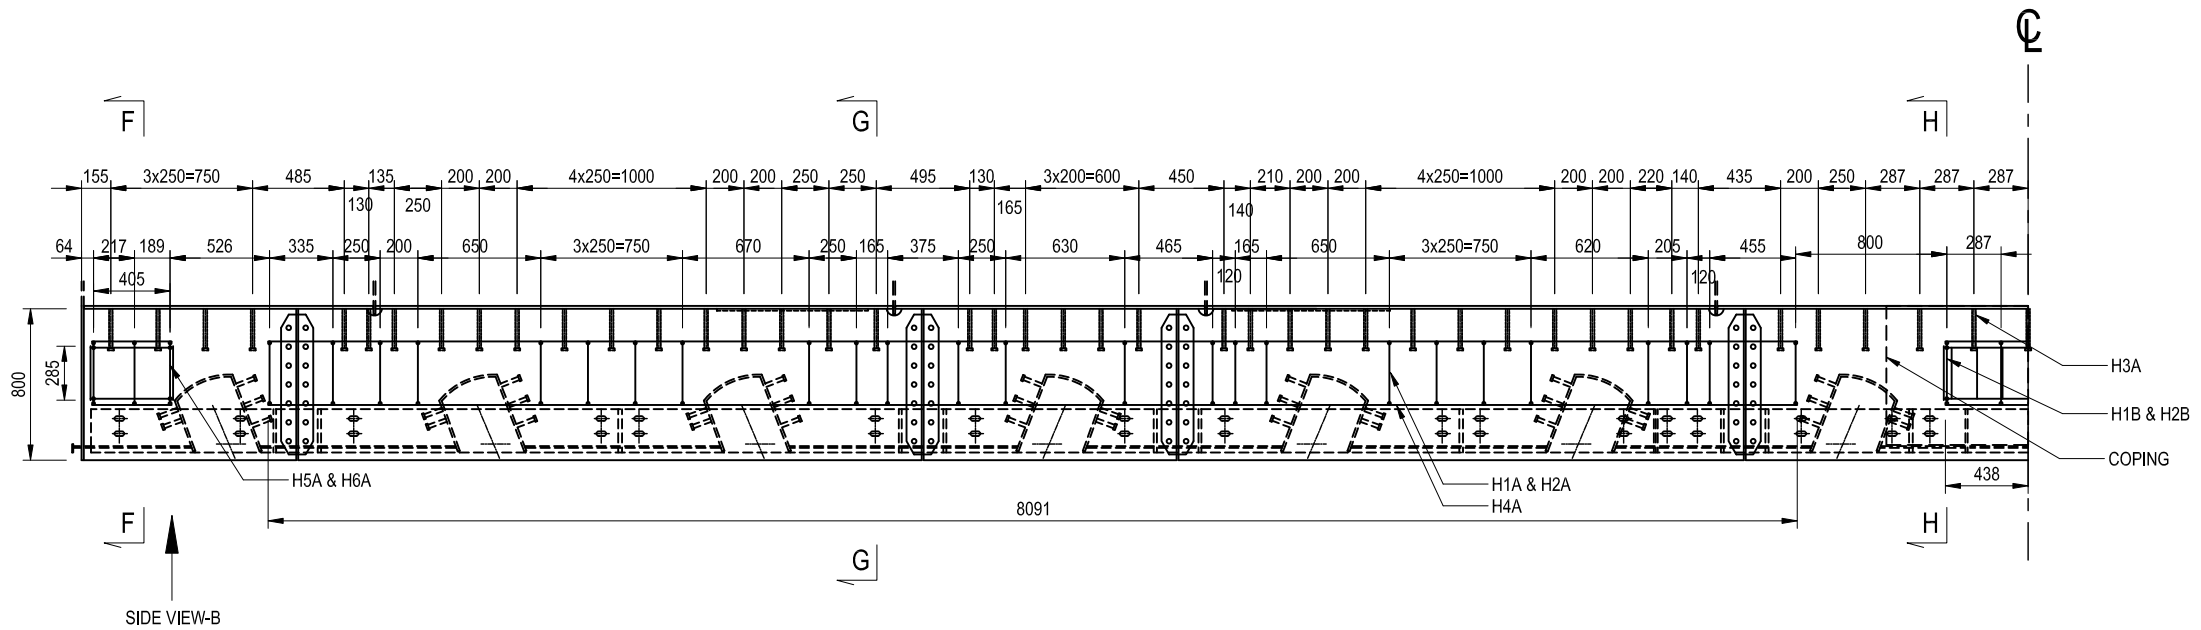 ℄
F
G
H
155 3x250=750 485 135 200 200 4x250=1000 200 200 250 250 495 130 3x200=600 450 210 200 200 4x250=1000 200 200 220 140 435 200 250 287 287 287
130 250 165 140
64 217 189 526 335 250 200 650 3x250=750 670 250 165 375 250 630 465 165 650 3x250=750 620 205 455 800 287
405 120 120
800
285
H3A
H1B & H2B
COPING
H5A & H6A
H1A & H2A
438
H4A
8091
F
H
G
SIDE VIEW-B